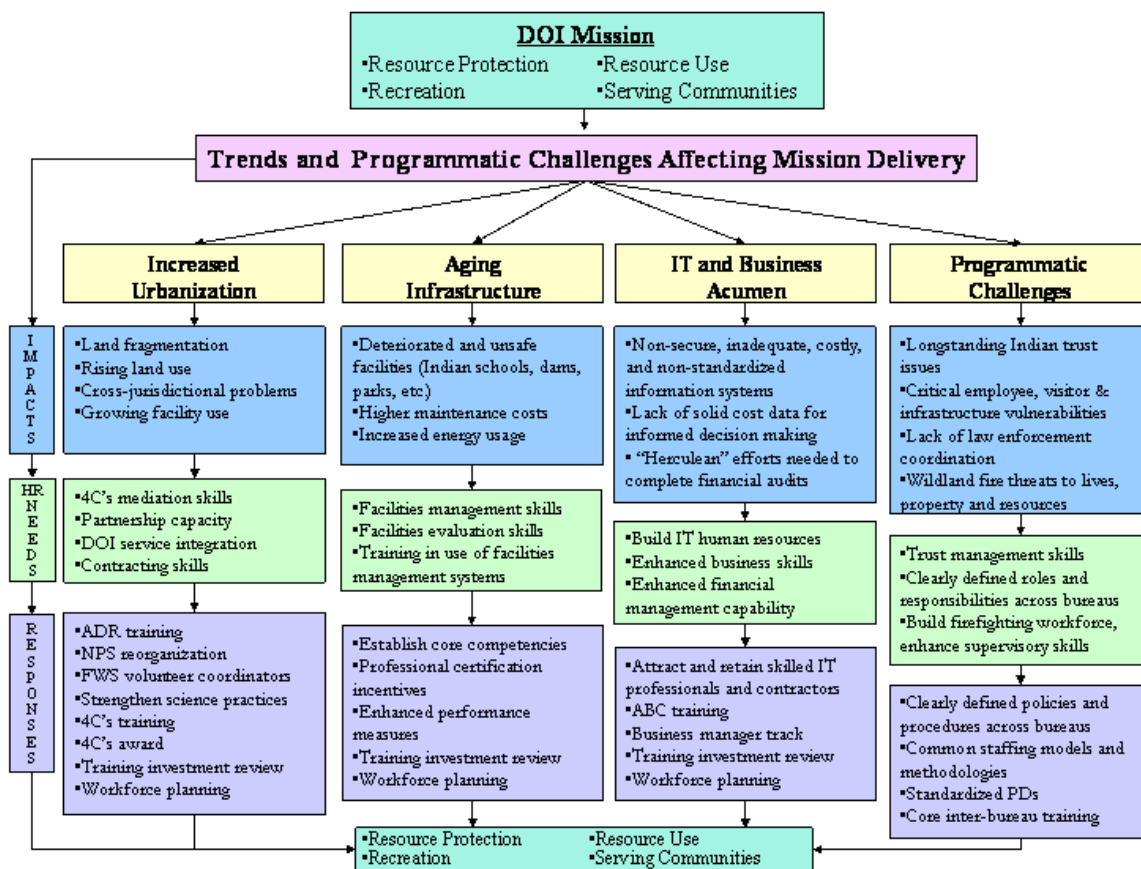 DOI Mission
▪Resource Protection ▪Resource Use
▪Recreation ▪Serving Communities
Trends and Programmatic Challenges Affecting Mission Delivery
Increased
Urbanization
Aging
Infrastructure
IT and Business
Acumen
Programmatic
Challenges
IMPACTS
▪Land fragmentation
▪Rising land use
▪Cross-jurisdictional problems
▪Growing facility use
▪Deteriorated and unsafe
facilities (Indian schools, dams,
parks, etc.)
▪Higher maintenance costs
▪Increased energy usage
▪Non-secure, inadequate, costly,
and non-standardized
information systems
▪Lack of solid cost data for
informed decision making
▪ “Herculean” efforts needed to
complete financial audits
▪Longstanding Indian trust
issues
▪Critical employee, visitor &
infrastructure vulnerabilities
▪Lack of law enforcement
coordination
▪Wildland fire threats to lives,
property and resources
HR NEEDS
▪4C’s mediation skills
▪Partnership capacity
▪DOI service integration
▪Contracting skills
▪Facilities management skills
▪Facilities evaluation skills
▪Training in use of facilities
management systems
▪Build IT human resources
▪Enhanced business skills
▪Enhanced financial
management capability
▪Trust management skills
▪Clearly defined roles and
responsibilities across bureaus
▪Build firefighting workforce,
enhance supervisory skills
RESPONSES
▪ADR training
▪NPS reorganization
▪FWS volunteer coordinators
▪Strengthen science practices
▪4C’s training
▪4C’s award
▪Training investment review
▪Workforce planning
▪Establish core competencies
▪Professional certification
incentives
▪Enhanced performance
measures
▪Training investment review
▪Workforce planning
▪Attract and retain skilled IT
professionals and contractors
▪ABC training
▪Business manager track
▪Training investment review
▪Workforce planning
▪Clearly defined policies and
procedures across bureaus
▪Common staffing models and
methodologies
▪Standardized PDs
▪Core inter-bureau training
▪Resource Protection ▪Resource Use
▪Recreation ▪Serving Communities